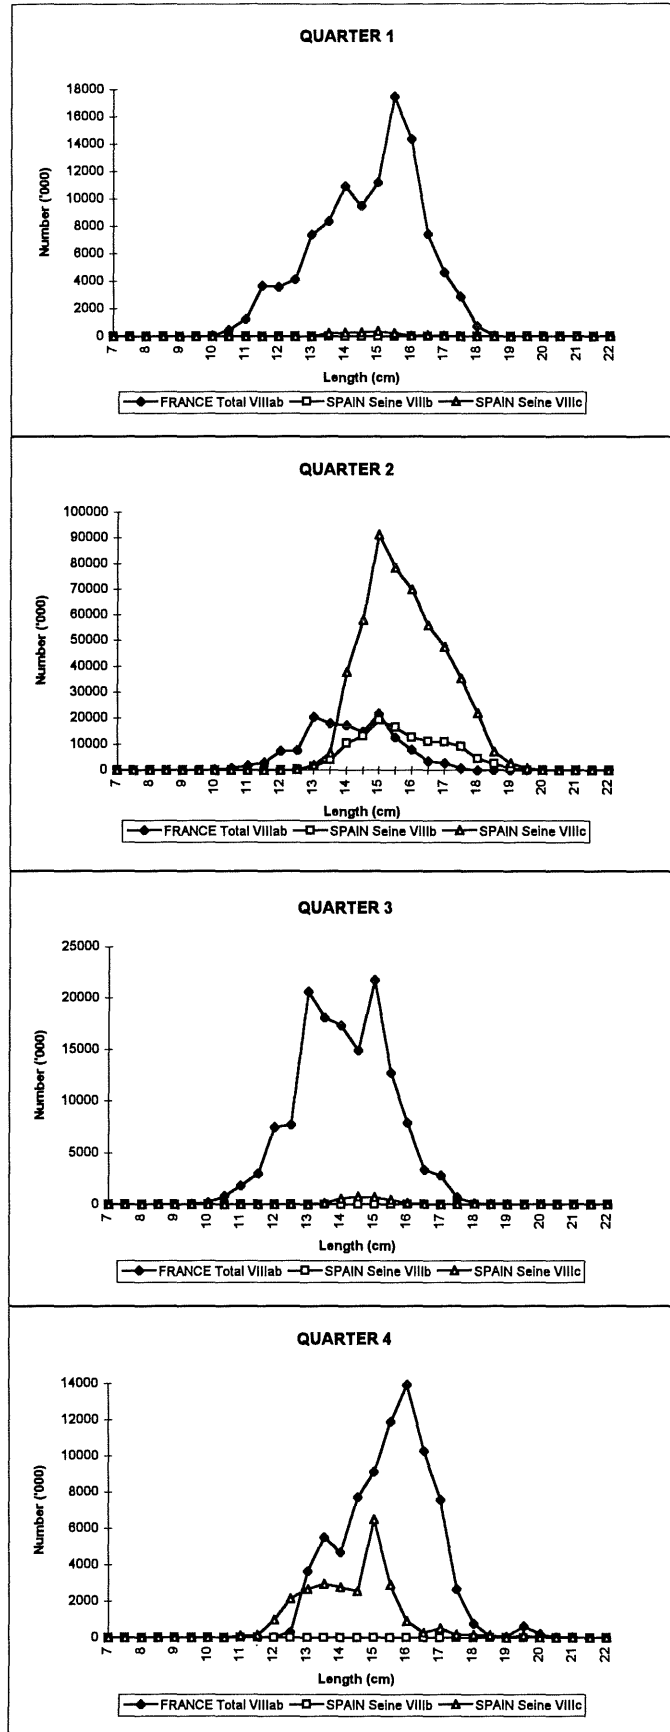 QUARTER 1
18000
16000
14000
12000
10000
8000
6000
4000
2000
0
Number ('000)
7 8 9 10 11 12 13 14 15 16 17 18 19 20 21 22
Length (cm)
FRANCE Total VIIIab SPAIN Seine VIIIb SPAIN Seine VIIIc
QUARTER 2
100000
90000
80000
70000
60000
50000
40000
30000
20000
10000
0
Number ('000)
7 8 9 10 11 12 13 14 15 16 17 18 19 20 21 22
Length (cm)
FRANCE Total VIIIab SPAIN Seine VIIIb SPAIN Seine VIIIc
QUARTER 3
25000
20000
15000
10000
5000
0
Number ('000)
7 8 9 10 11 12 13 14 15 16 17 18 19 20 21 22
Length (cm)
FRANCE Total VIIIab SPAIN Seine VIIIb SPAIN Seine VIIIc
QUARTER 4
14000
12000
10000
8000
6000
4000
2000
0
Number ('000)
7 8 9 10 11 12 13 14 15 16 17 18 19 20 21 22
Length (cm)
FRANCE Total VIIIab SPAIN Seine VIIIb SPAIN Seine VIIIc